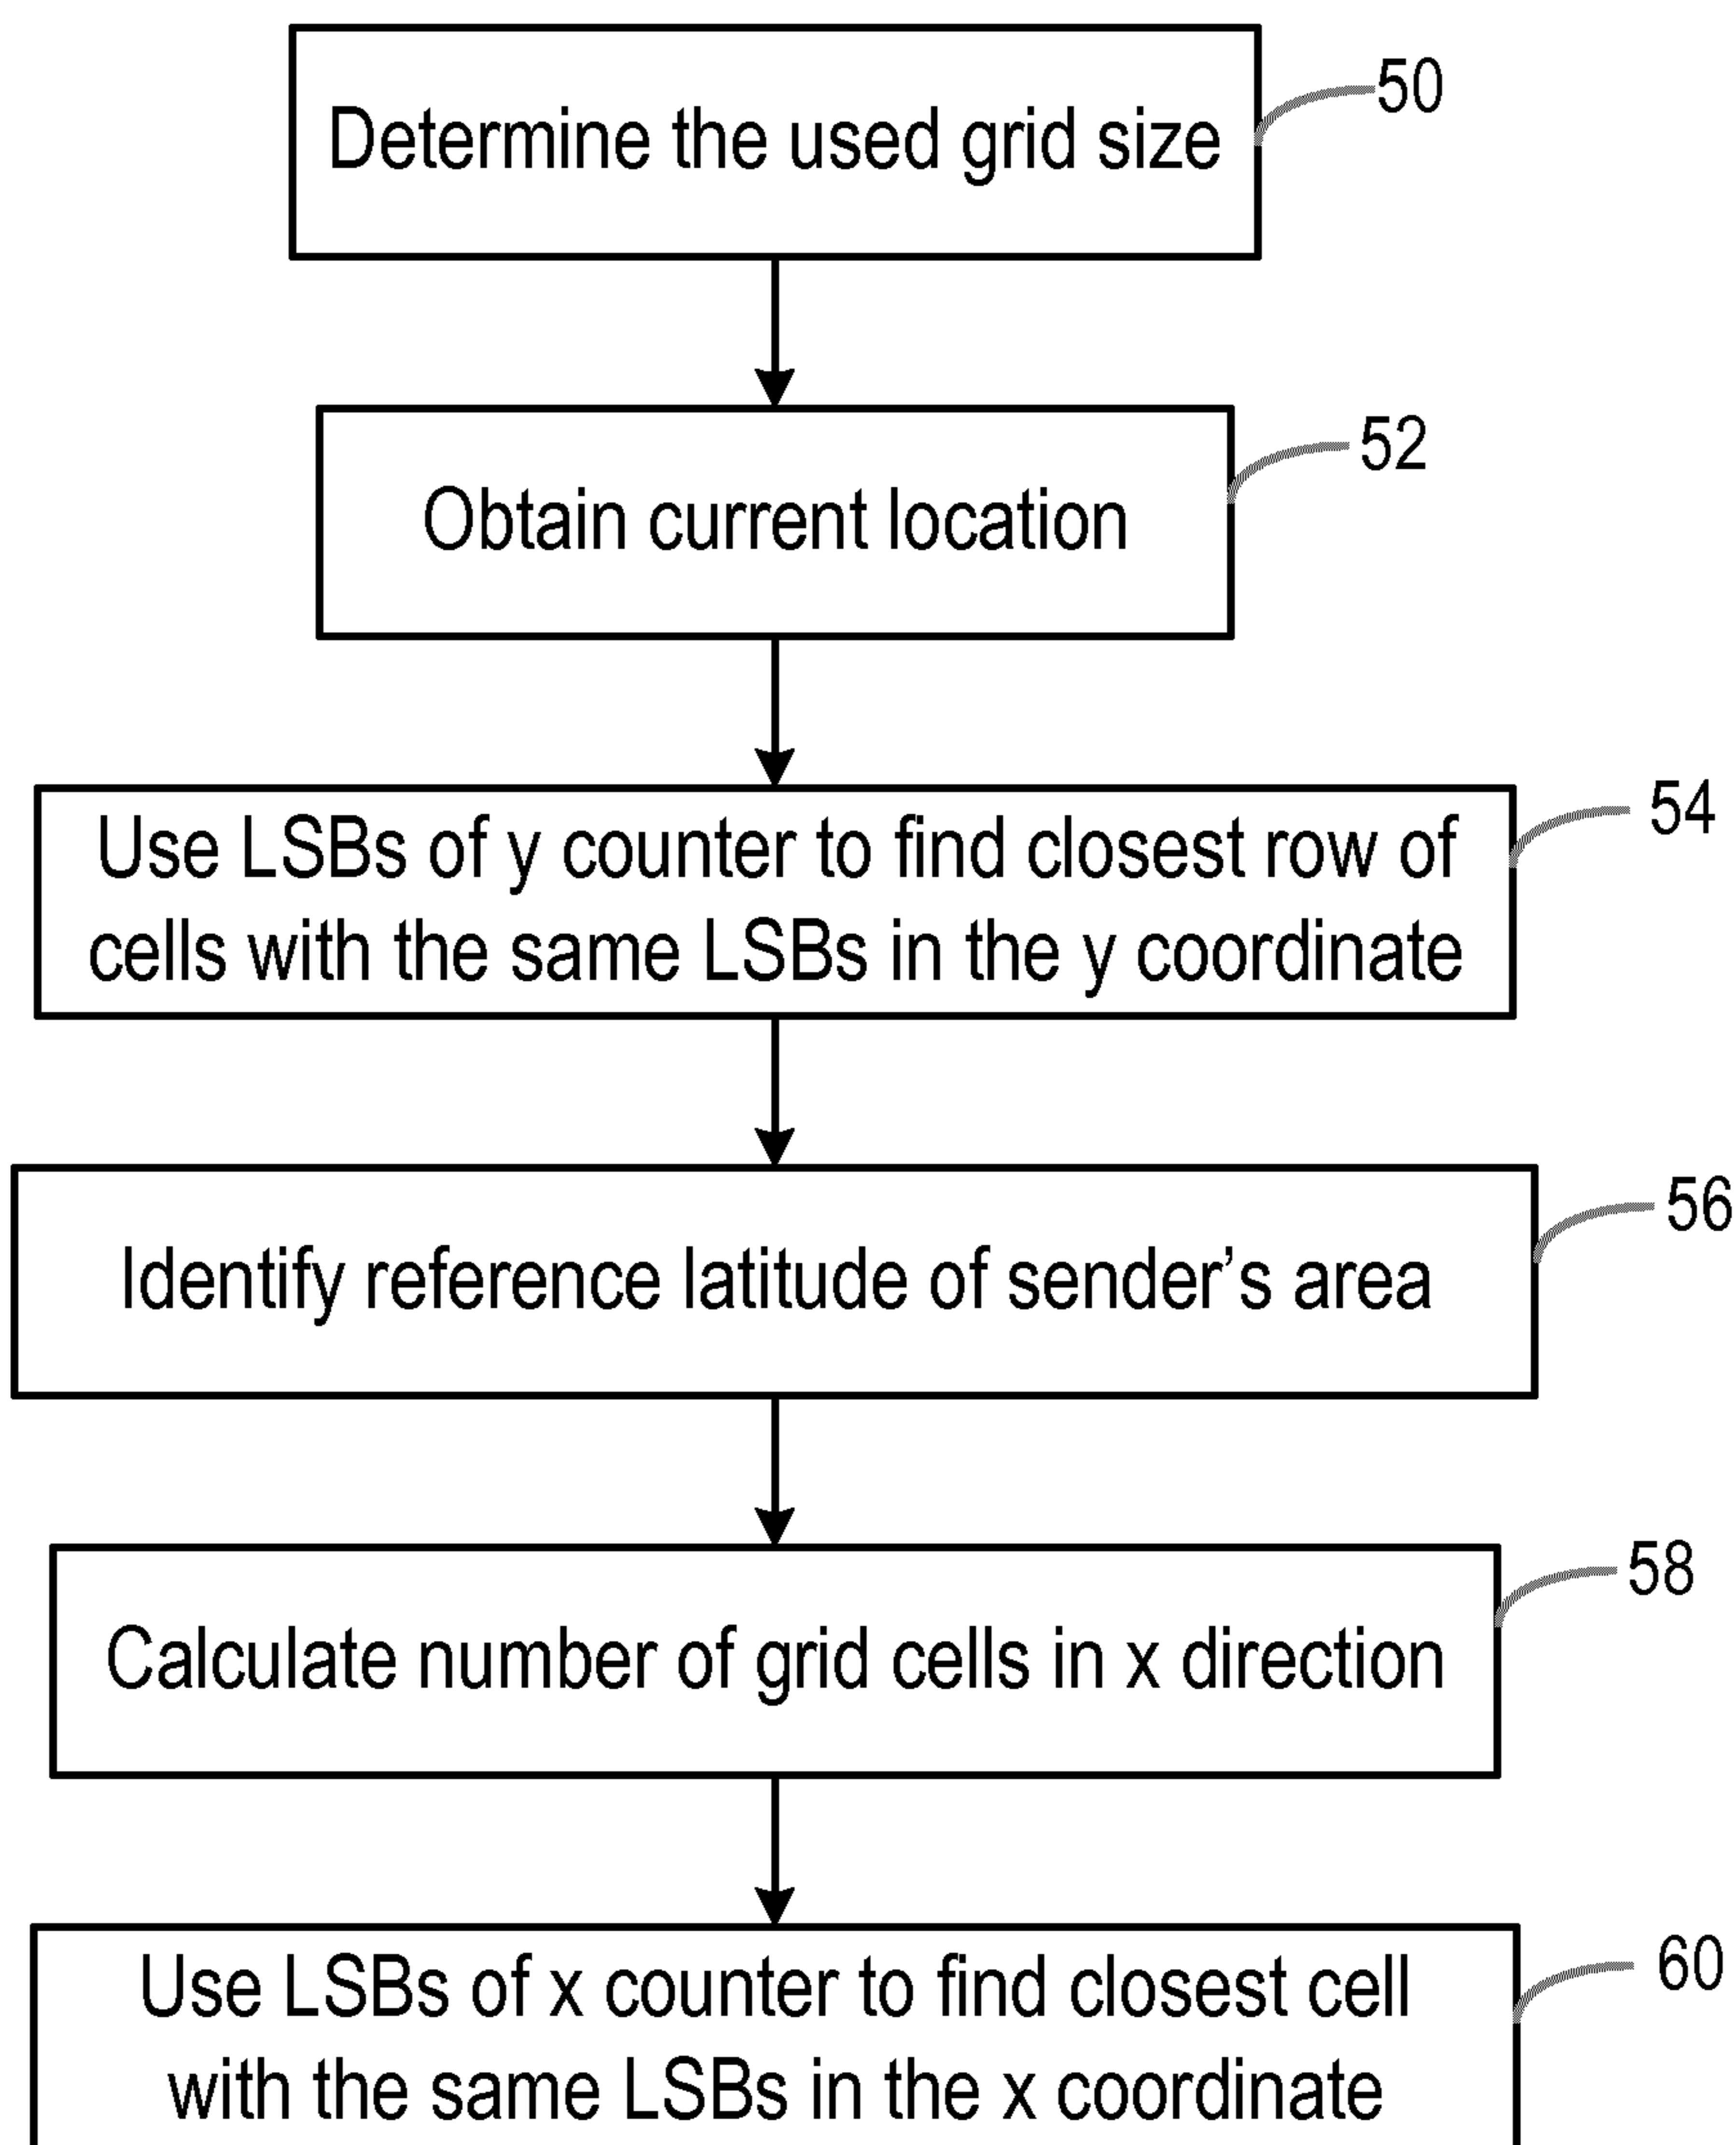 Determine the used grid size
50
Obtain current location
52
Use LSBs of y counter to find closest row of
cells with the same LSBs in the y coordinate
54
Identify reference latitude of sender's area
56
Calculate number of grid cells in x direction
58
Use LSBs of x counter to find closest cell
with the same LSBs in the x coordinate
60